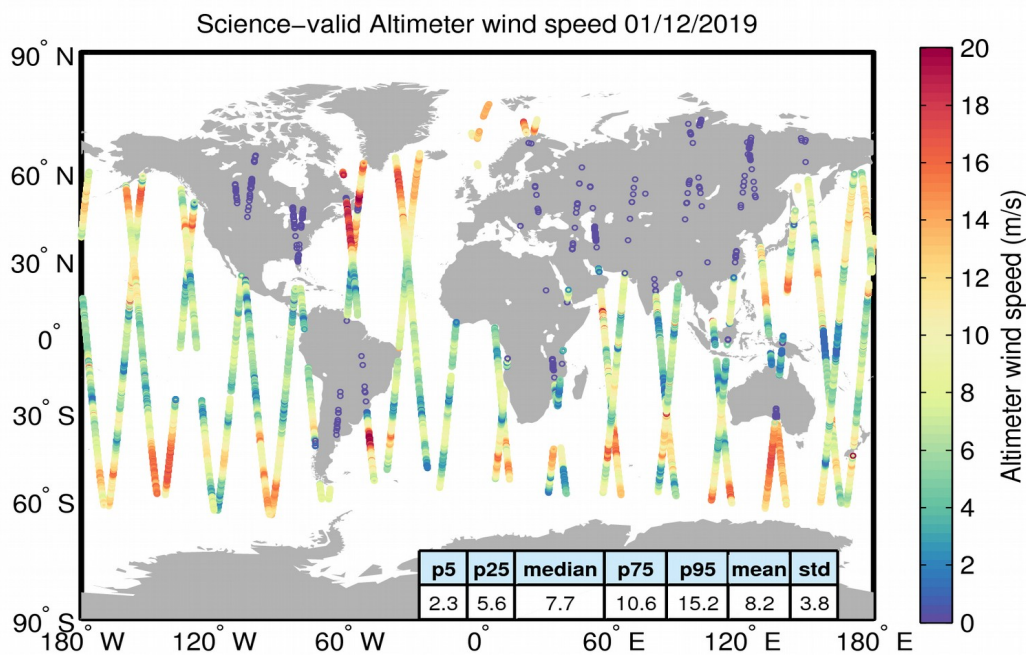 Science−valid Altimeter wind speed 01/12/2019
90° N
60° N
30° N
0°
30° S
60° S
90° S
180° W
120° W
60° W
0°
60° E
120° E
180° E
p5 p25 median p75 p95 mean std
2.3 5.6 7.7 10.6 15.2 8.2 3.8
20
18
16
14
12
10
8
6
4
2
0
Altimeter wind speed (m/s)